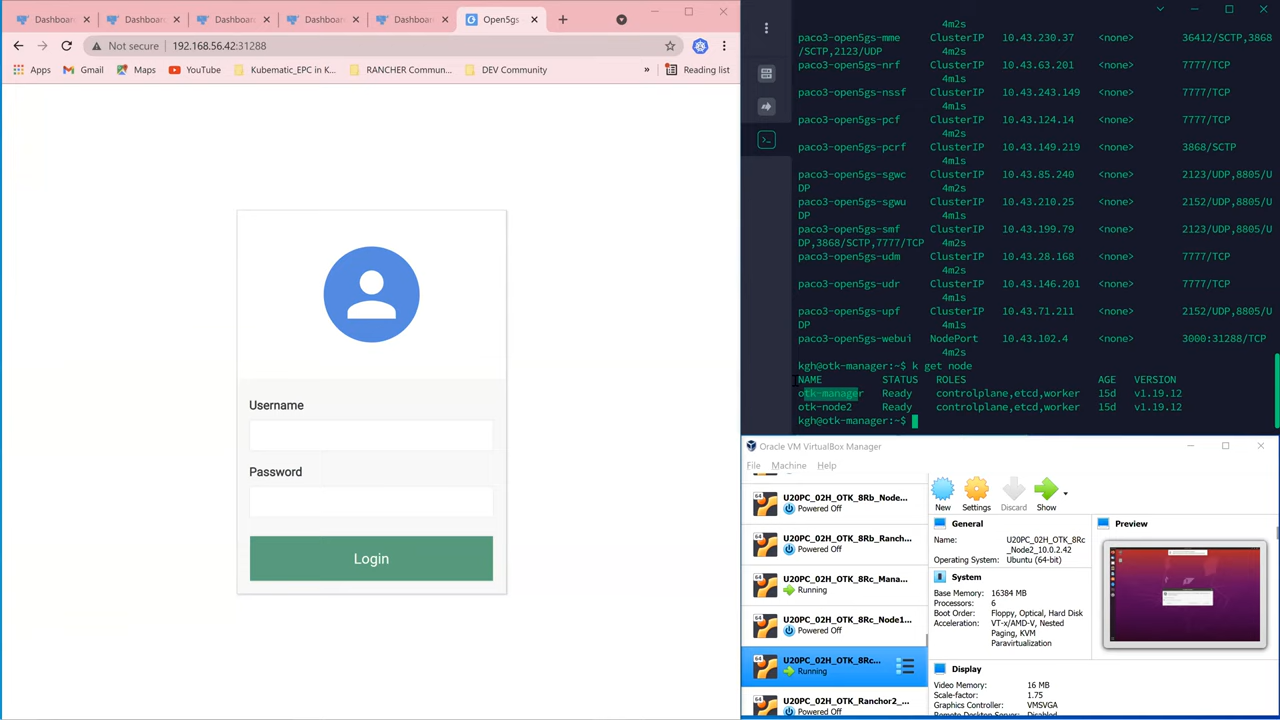 Dashboard
Dashboard
Dashboard
Dashboard
Dashboard
Open5gs
Not secure
192.168.56.42:31288
Apps
Gmail
Maps
YouTube
Kubematic_EPC in K...
RANCHER Commun...
DEV Community
»
Reading list
Username
Password
Login
4m2s
paco3-open5gs-mme ClusterIP 10.43.230.37 <none> 36412/SCTP,3868
/SCTP,2123/UDP 4m2s
paco3-open5gs-nrf ClusterIP 10.43.63.201 <none> 7777/TCP
4m1s
paco3-open5gs-nssf ClusterIP 10.43.243.149 <none> 7777/TCP
4m1s
paco3-open5gs-pcf ClusterIP 10.43.124.14 <none> 7777/TCP
4m1s
paco3-open5gs-pcrf ClusterIP 10.43.149.219 <none> 3868/SCTP
4m1s
paco3-open5gs-sgwc ClusterIP 10.43.85.240 <none> 2123/UDP,8805/U
DP 4m2s
paco3-open5gs-sgwu ClusterIP 10.43.210.25 <none> 2152/UDP,8805/U
DP 4m1s
paco3-open5gs-smf ClusterIP 10.43.199.79 <none> 2123/UDP,8805/U
DP,3868/SCTP,7777/TCP 4m2s
paco3-open5gs-udm ClusterIP 10.43.28.168 <none> 7777/TCP
4m2s
paco3-open5gs-udr ClusterIP 10.43.146.201 <none> 7777/TCP
4m1s
paco3-open5gs-upf ClusterIP 10.43.71.211 <none> 2152/UDP,8805/U
DP 4m1s
paco3-open5gs-webui NodePort 10.43.102.4 <none> 3000:31288/TCP
4m2s
kgh@otk-manager:~$ k get node
NAME STATUS ROLES AGE VERSION
otk-manager Ready controlplane,etcd,worker 15d v1.19.12
otk-node2 Ready controlplane,etcd,worker 15d v1.19.12
kgh@otk-manager:~$
Oracle VM VirtualBox Manager
File Machine Help
U20PC_02H_OTK_8Rb_Node...
Powered Off
U20PC_02H_OTK_8Rb_Ranch...
Powered Off
U20PC_02H_OTK_8Rc_Mana...
Running
U20PC_02H_OTK_8Rc_Node1...
Powered Off
U20PC_02H_OTK_8Rc...
Running
U20PC_02H_OTK_Ranchor2_...
Powered Off
New Settings Discard Show
General
Name: U20PC_02H_OTK_8Rc
_Node2_10.0.2.42
Operating System: Ubuntu (64-bit)
System
Base Memory: 16384 MB
Processors: 6
Boot Order: Floppy, Optical, Hard Disk
Acceleration: VT-x/AMD-V, Nested
Paging, KVM
Paravirtualization
Display
Video Memory: 16 MB
Scale-factor: 1.75
Graphics Controller: VMSVGA
Remote Desktop Server: Disabled
Preview